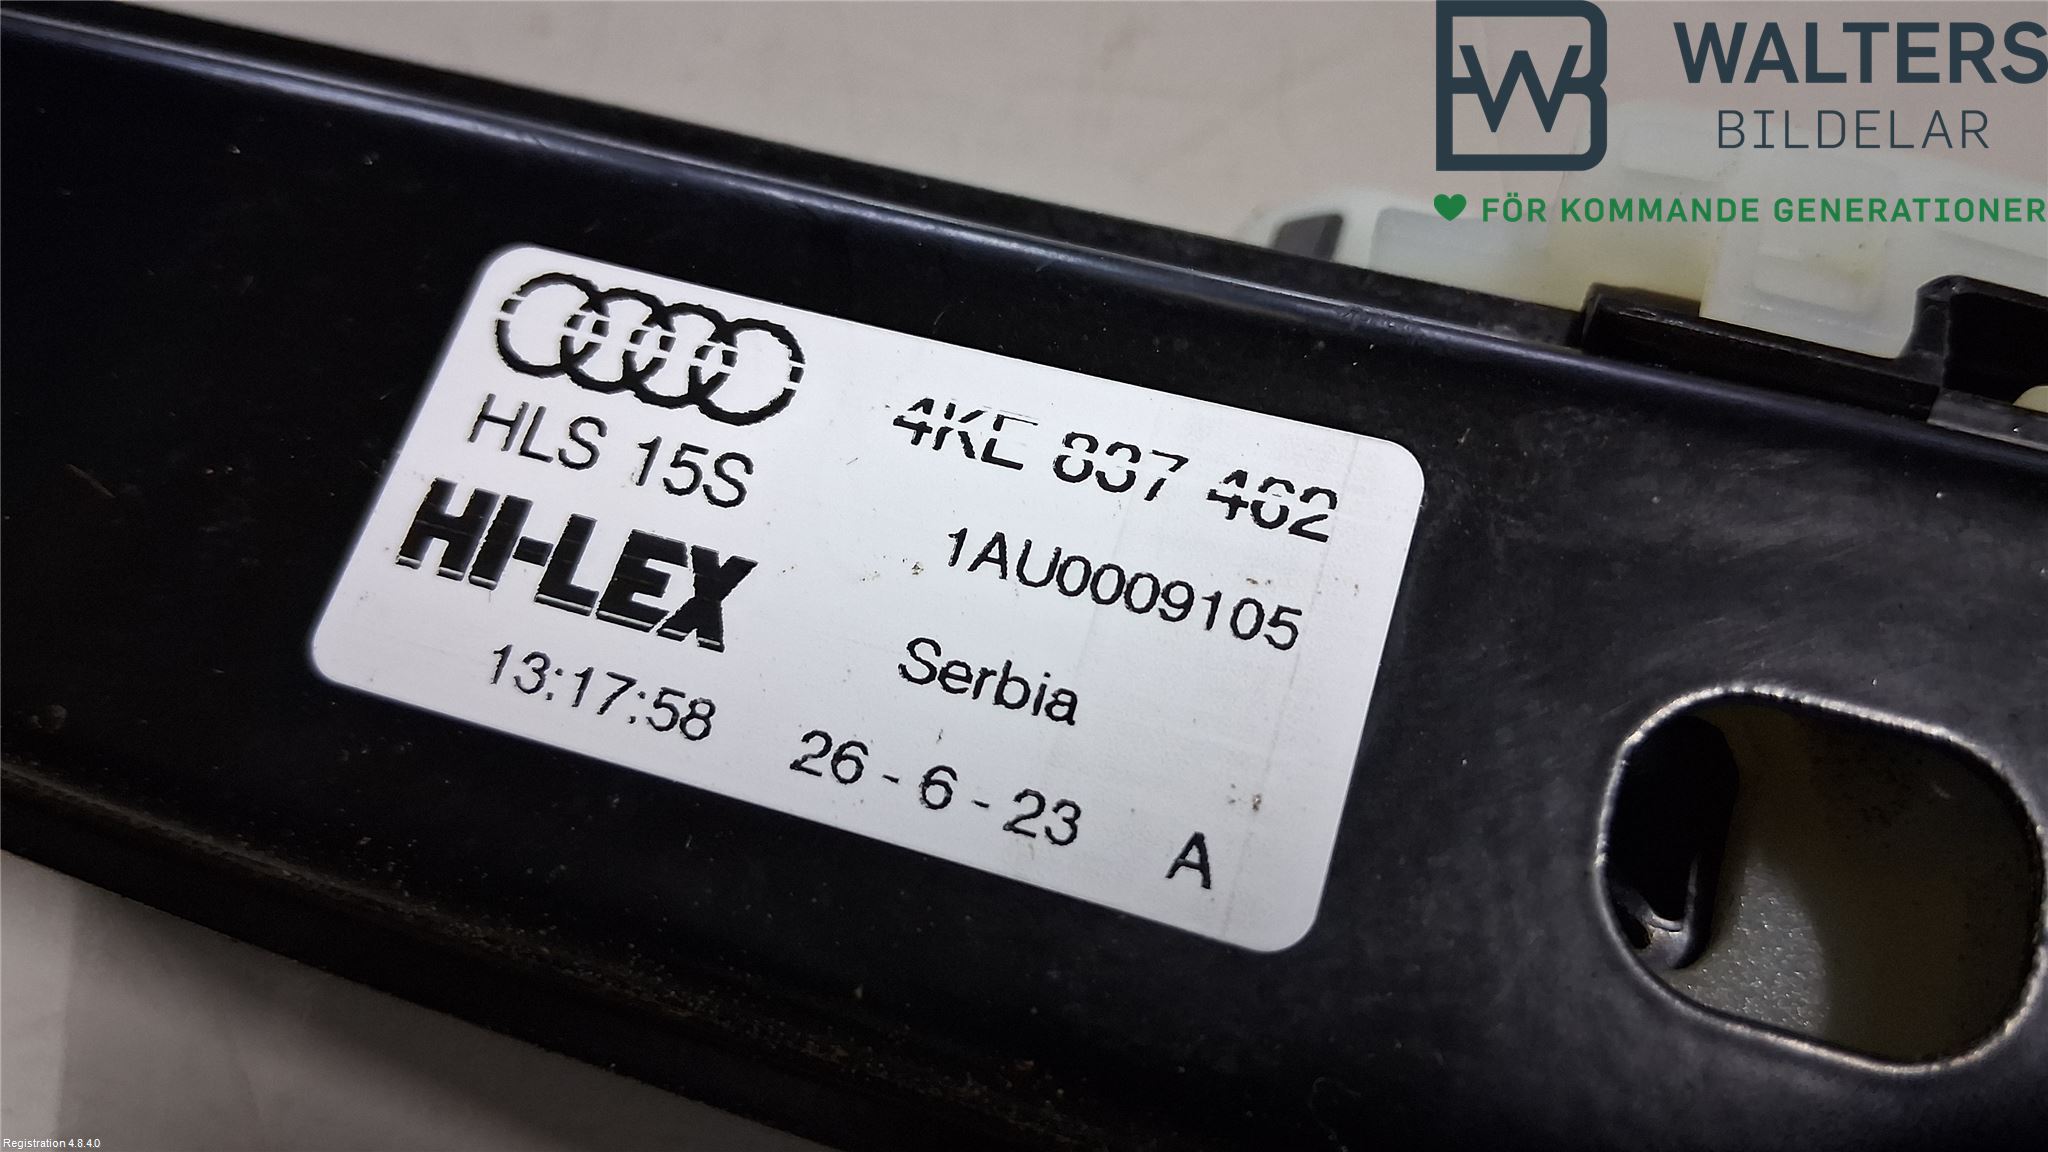 WALTERS
BILDELAR
FÖR KOMMANDE GENERATIONER
4KE 837 462
HLS 15S
HI-LEX
1AU0009105
Serbia
13:17:58
26 - 6 - 23
A
Registration 4.8.4.0